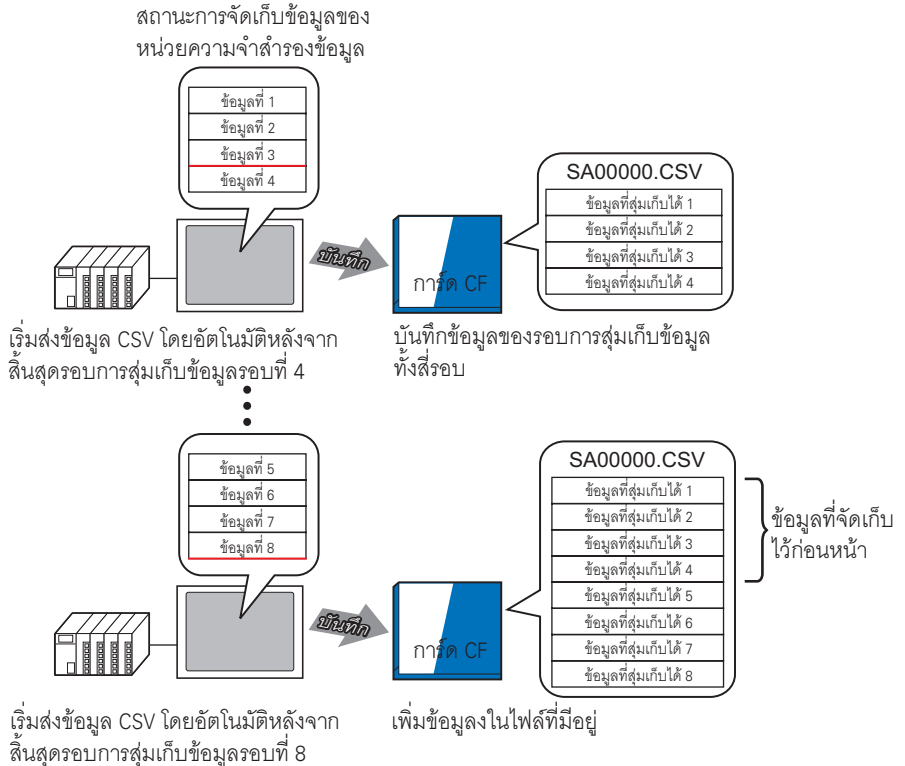 สถานะการจัดเก็บข้อมูลของ
หน่วยความจำสำรองข้อมูล
ข้อมูลที่ 1
ข้อมูลที่ 2
ข้อมูลที่ 3
ข้อมูลที่ 4
บันทึก
การ์ด CF
SA00000.CSV
ข้อมูลที่สุ่มเก็บได้ 1
ข้อมูลที่สุ่มเก็บได้ 2
ข้อมูลที่สุ่มเก็บได้ 3
ข้อมูลที่สุ่มเก็บได้ 4
เริ่มส่งข้อมูล CSV โดยอัตโนมัติหลังจาก
สิ้นสุดรอบการสุ่มเก็บข้อมูลรอบที่ 4
บันทึกข้อมูลของรอบการสุ่มเก็บข้อมูล
ทั้งสี่รอบ
ข้อมูลที่ 5
ข้อมูลที่ 6
ข้อมูลที่ 7
ข้อมูลที่ 8
บันทึก
การ์ด CF
SA00000.CSV
ข้อมูลที่สุ่มเก็บได้ 1
ข้อมูลที่สุ่มเก็บได้ 2
ข้อมูลที่สุ่มเก็บได้ 3
ข้อมูลที่สุ่มเก็บได้ 4
ข้อมูลที่สุ่มเก็บได้ 5
ข้อมูลที่สุ่มเก็บได้ 6
ข้อมูลที่สุ่มเก็บได้ 7
ข้อมูลที่สุ่มเก็บได้ 8
ข้อมูลที่จัดเก็บ
ไว้ก่อนหน้า
เริ่มส่งข้อมูล CSV โดยอัตโนมัติหลังจาก
สิ้นสุดรอบการสุ่มเก็บข้อมูลรอบที่ 8
เพิ่มข้อมูลงในไฟล์ที่มีอยู่